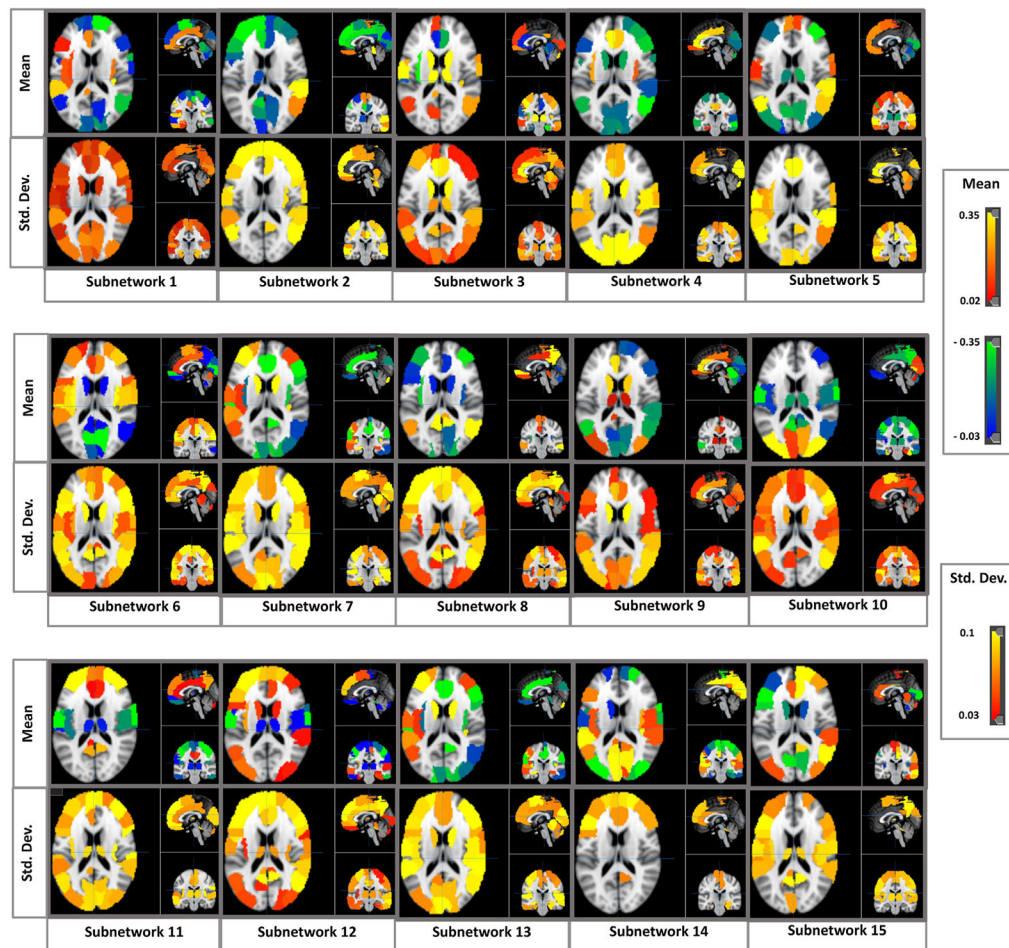 Mean
Std. Dev.
Subnetwork 1
Subnetwork 2
Subnetwork 3
Subnetwork 4
Subnetwork 5
Mean
0.35
0.02
- 0.35
- 0.03
Mean
Std. Dev.
Subnetwork 6
Subnetwork 7
Subnetwork 8
Subnetwork 9
Subnetwork 10
Std. Dev.
0.1
0.03
Mean
Std. Dev.
Subnetwork 11
Subnetwork 12
Subnetwork 13
Subnetwork 14
Subnetwork 15